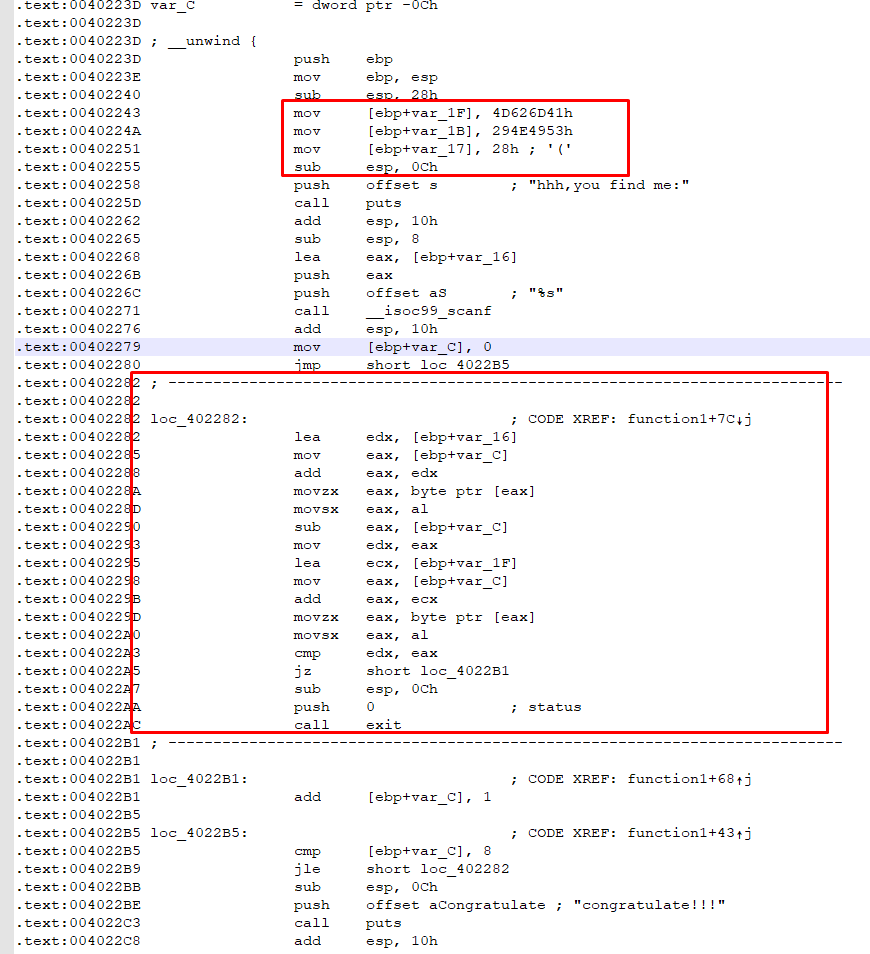 .text:0040223D var_C = dword ptr -0Ch
.text:0040223D
.text:0040223D ; __unwind {
.text:0040223D push ebp
.text:0040223E mov ebp, esp
.text:00402240 sub esp, 28h
.text:00402243 mov [ebp+var_1F], 4D626D41h
.text:0040224A mov [ebp+var_1B], 294E4953h
.text:00402251 mov [ebp+var_17], 28h ; '('
.text:00402255 sub esp, 0Ch
.text:00402258 push offset s ; "hhh,you find me:"
.text:0040225D call puts
.text:00402262 add esp, 10h
.text:00402265 sub esp, 8
.text:00402268 lea eax, [ebp+var_16]
.text:0040226B push eax
.text:0040226C push offset aS ; "%s"
.text:00402271 call __isoc99_scanf
.text:00402276 add esp, 10h
.text:00402279 mov [ebp+var_C], 0
.text:00402280 jmp short loc_4022B5
.text:00402282 ; ---------------------------------------------------------------------------
.text:00402282
.text:00402282 loc_402282: ; CODE XREF: function1+7C↓j
.text:00402282 lea edx, [ebp+var_16]
.text:00402285 mov eax, [ebp+var_C]
.text:00402288 add eax, edx
.text:0040228A movzx eax, byte ptr [eax]
.text:0040228D movsx eax, al
.text:00402290 sub eax, [ebp+var_C]
.text:00402293 mov edx, eax
.text:00402295 lea ecx, [ebp+var_1F]
.text:00402298 mov eax, [ebp+var_C]
.text:0040229B add eax, ecx
.text:0040229D movzx eax, byte ptr [eax]
.text:004022A0 movsx eax, al
.text:004022A3 cmp edx, eax
.text:004022A5 jz short loc_4022B1
.text:004022A7 sub esp, 0Ch
.text:004022AA push 0 ; status
.text:004022AC call exit
.text:004022B1 ; ---------------------------------------------------------------------------
.text:004022B1
.text:004022B1 loc_4022B1: ; CODE XREF: function1+68↑j
.text:004022B1 add [ebp+var_C], 1
.text:004022B5
.text:004022B5 loc_4022B5: ; CODE XREF: function1+43↑j
.text:004022B5 cmp [ebp+var_C], 8
.text:004022B9 jle short loc_402282
.text:004022BB sub esp, 0Ch
.text:004022BE push offset aCongratulate ; "congratulate!!!"
.text:004022C3 call puts
.text:004022C8 add esp, 10h